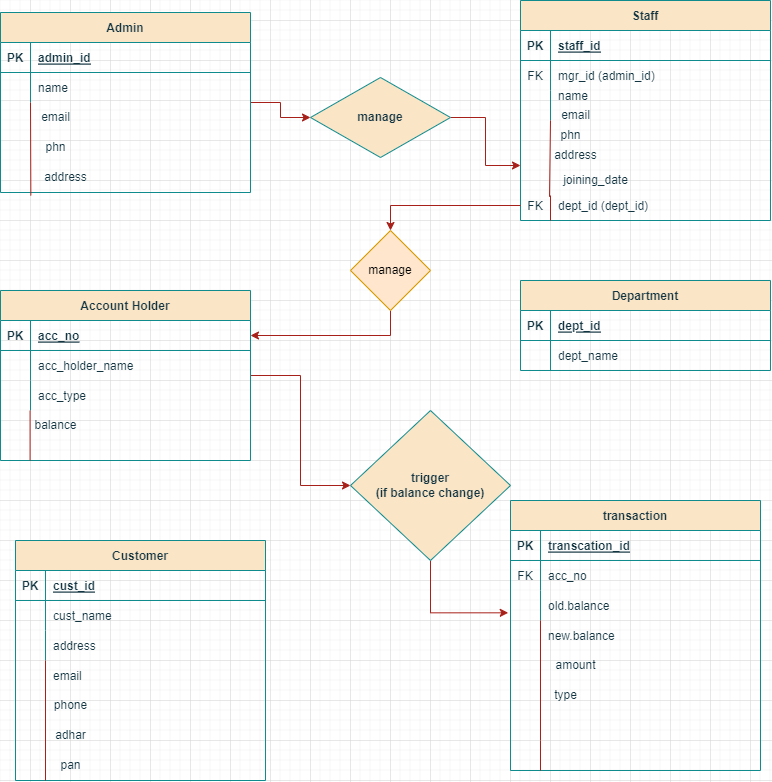 Admin
PK admin_id
name
email
phn
address
manage
Staff
PK staff_id
FK mgr_id (admin_id)
name
email
phn
address
joining_date
FK dept_id (dept_id)
manage
Account Holder
PK acc_no
acc_holder_name
acc_type
balance
Department
PK dept_id
dept_name
trigger
(if balance change)
transaction
PK transcation_id
FK acc_no
old.balance
new.balance
amount
type
Customer
PK cust_id
cust_name
address
email
phone
adhar
pan